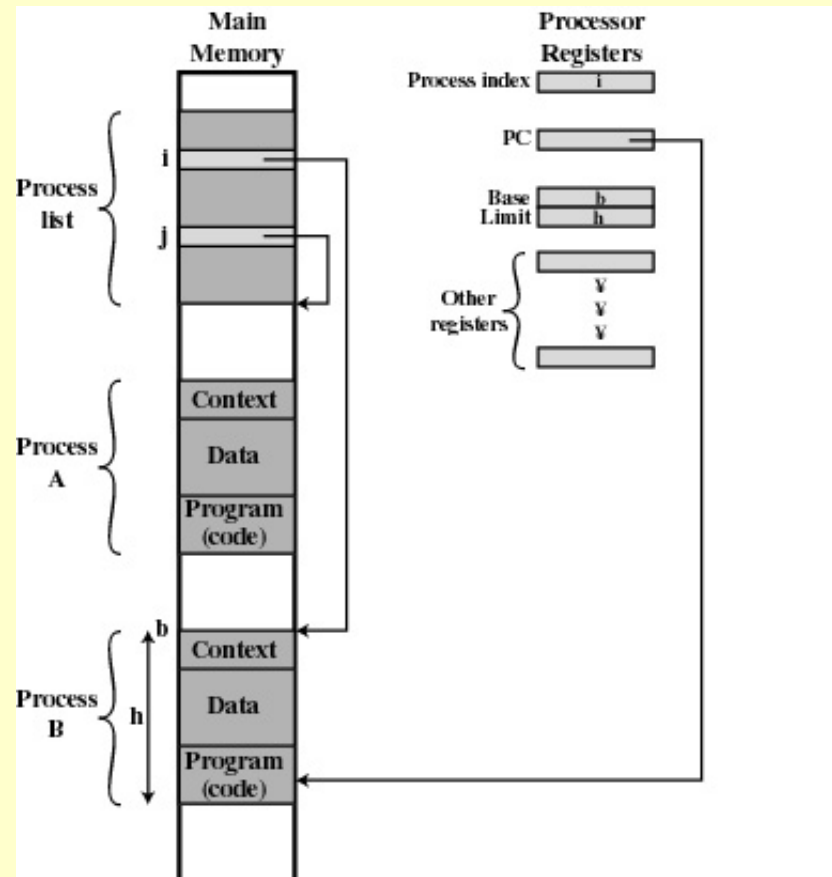 Main
Memory
Processor
Registers
Process index
i
PC
Base
b
Limit
h
Other
registers
¥
¥
¥
Process
list
i
j
Process
A
Context
Data
Program
(code)
Process
B
b
h
Context
Data
Program
(code)